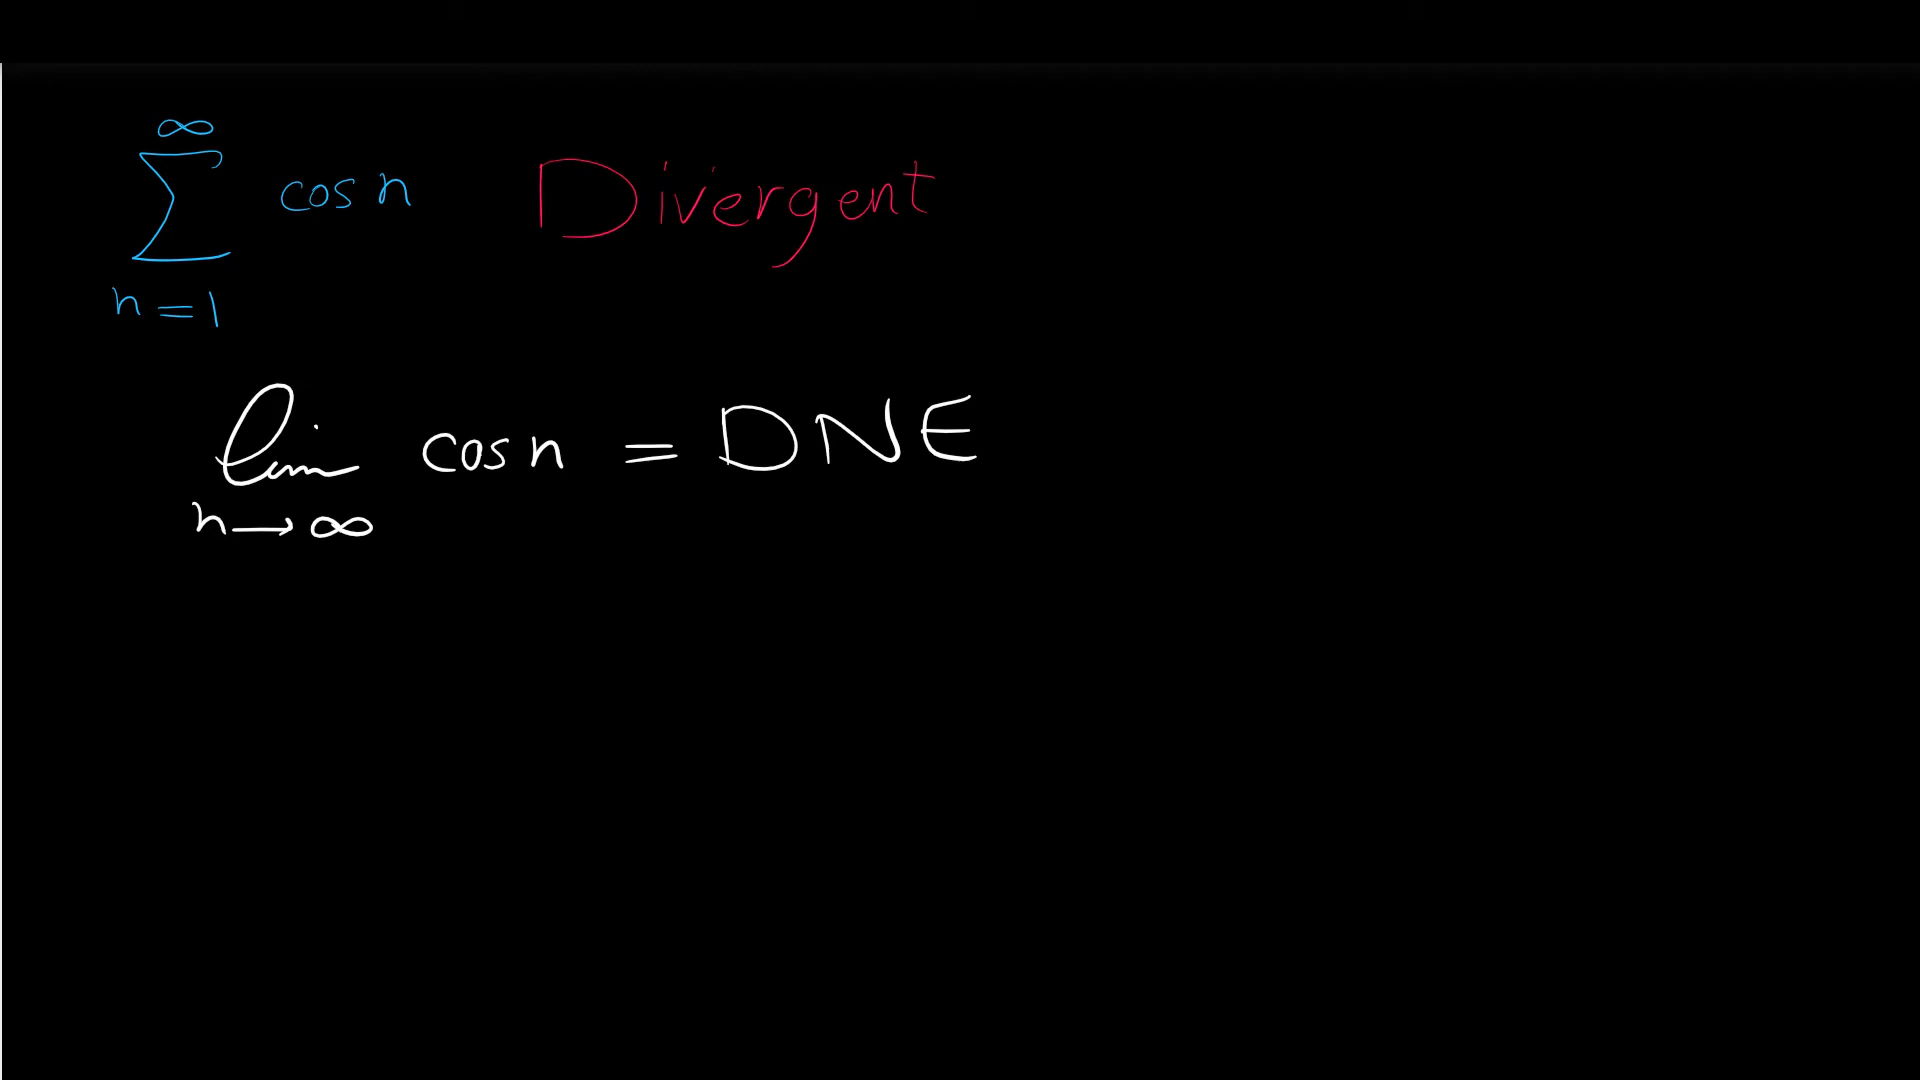 ∞
∑ cos n Divergent
n = 1
lim cos n = DNE
n → ∞